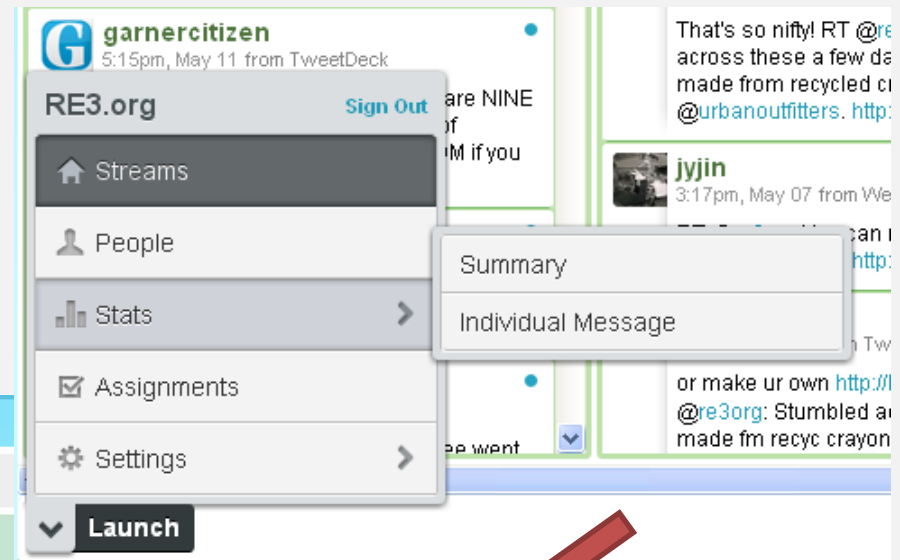 garnercitizen
5:15pm, May 11 from TweetDeck
are NINE
of
M if you
RE3.org
Sign Out
Streams
People
Stats
Assignments
Settings
Launch
Summary
Individual Message
ee went
That's so nifty! RT @re
across these a few da
made from recycled cr
@urbanoutfitters. http:
jyjin
3:17pm, May 07 from We
can
http:
Tw
or make ur own http://
@re3org: Stumbled a
made fm recyc crayon